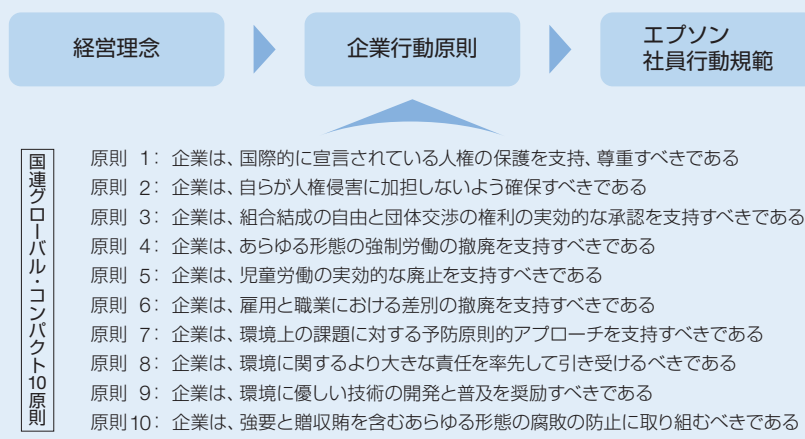 経営理念
企業行動原則
エプソン
社員行動規範
国連グローバル・コンパクト10原則
原則 1： 企業は、国際的に宣言されている人権の保護を支持、尊重すべきである
原則 2： 企業は、自らが人権侵害に加担しないよう確保すべきである
原則 3： 企業は、組合結成の自由と団体交渉の権利の実効的な承認を支持すべきである
原則 4： 企業は、あらゆる形態の強制労働の撤廃を支持すべきである
原則 5： 企業は、児童労働の実効的な廃止を支持すべきである
原則 6： 企業は、雇用と職業における差別の撤廃を支持すべきである
原則 7： 企業は、環境上の課題に対する予防原則的アプローチを支持すべきである
原則 8： 企業は、環境に関するより大きな責任を率先して引き受けるべきである
原則 9： 企業は、環境に優しい技術の開発と普及を奨励すべきである
原則10： 企業は、強要と贈収賄を含むあらゆる形態の腐敗の防止に取り組むべきである